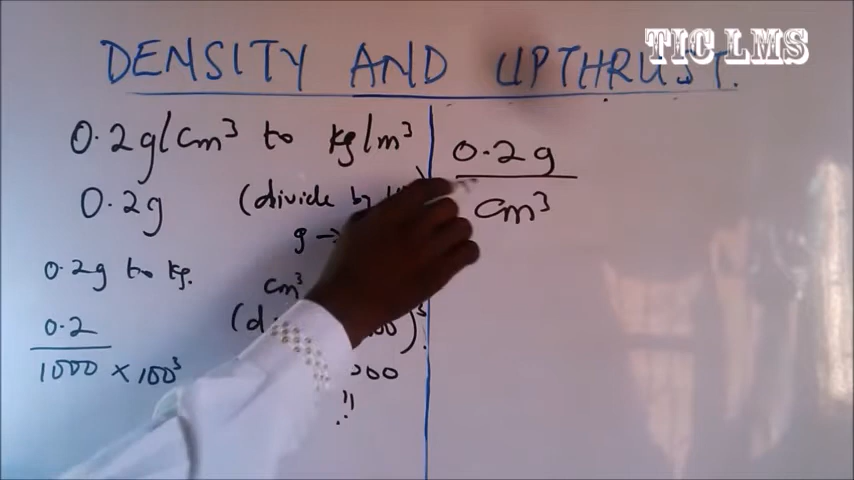 TIC LMS
DENSITY AND UPTHRUST.
0.2g/cm³ to kg/m³
0.2g (divide by
g →
0.2g to kg.
cm³
0.2
1000 × 100³
0.2g
cm³